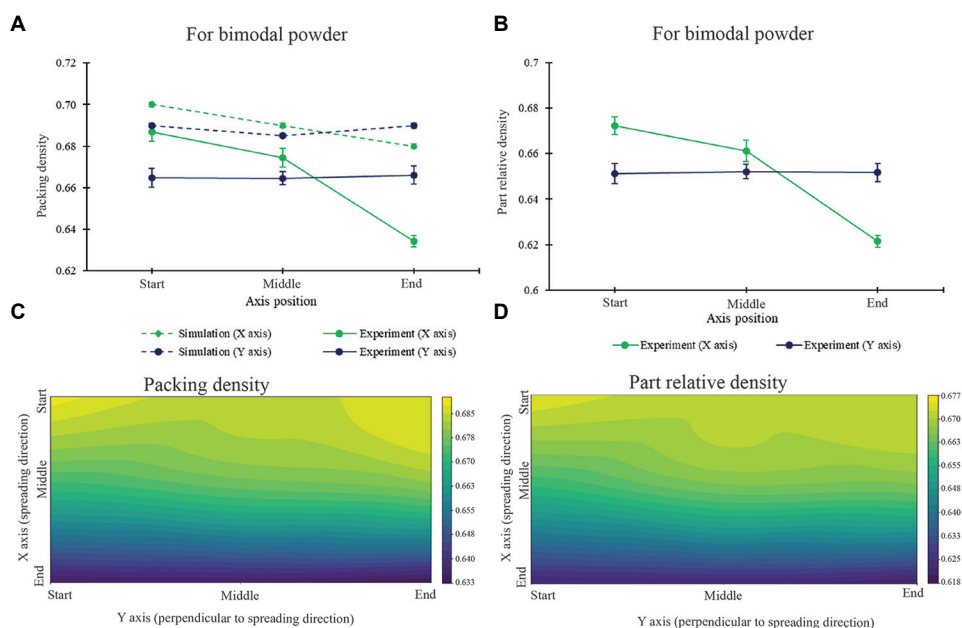 A
For bimodal powder
0.72
0.70
0.68
0.66
0.64
0.62
Packing density
Start
Middle
End
Axis position
Simulation (X axis)
Experiment (X axis)
Simulation (Y axis)
Experiment (Y axis)
B
For bimodal powder
0.7
0.68
0.66
0.64
0.62
0.6
Part relative density
Start
Middle
End
Axis position
Experiment (X axis)
Experiment (Y axis)
C
Packing density
X axis (spreading direction)
Start
Middle
End
Start
Middle
End
Y axis (perpendicular to spreading direction)
0.685
0.678
0.670
0.663
0.655
0.648
0.640
0.633
D
Part relative density
X axis (spreading direction)
Start
Middle
End
Start
Middle
End
Y axis (perpendicular to spreading direction)
0.677
0.670
0.662
0.655
0.647
0.640
0.633
0.625
0.618